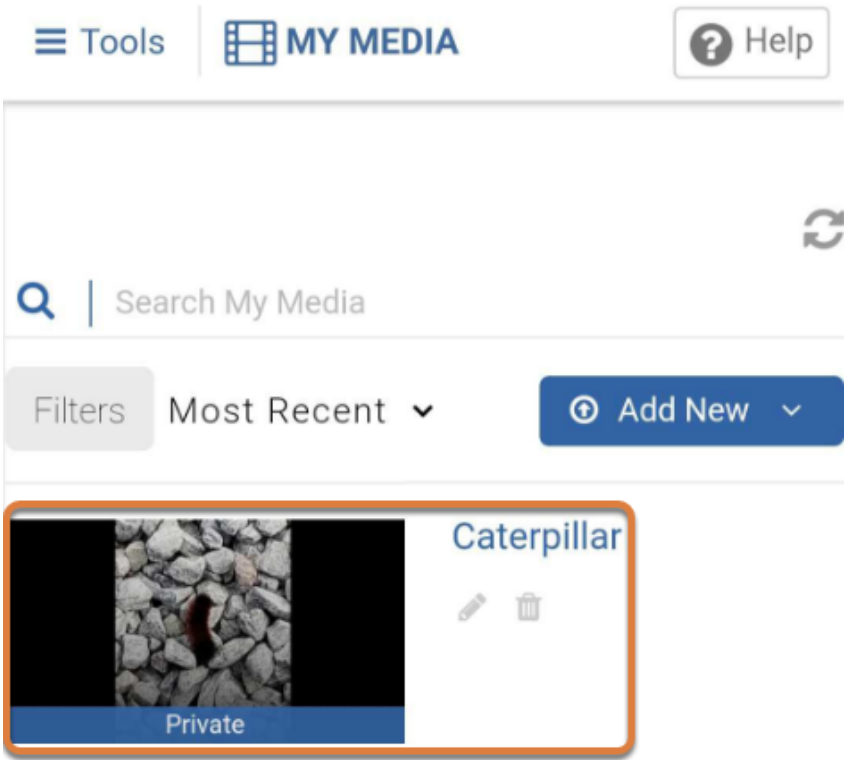 Tools MY MEDIA Help
Search My Media
Filters Most Recent Add New
Caterpillar
Private